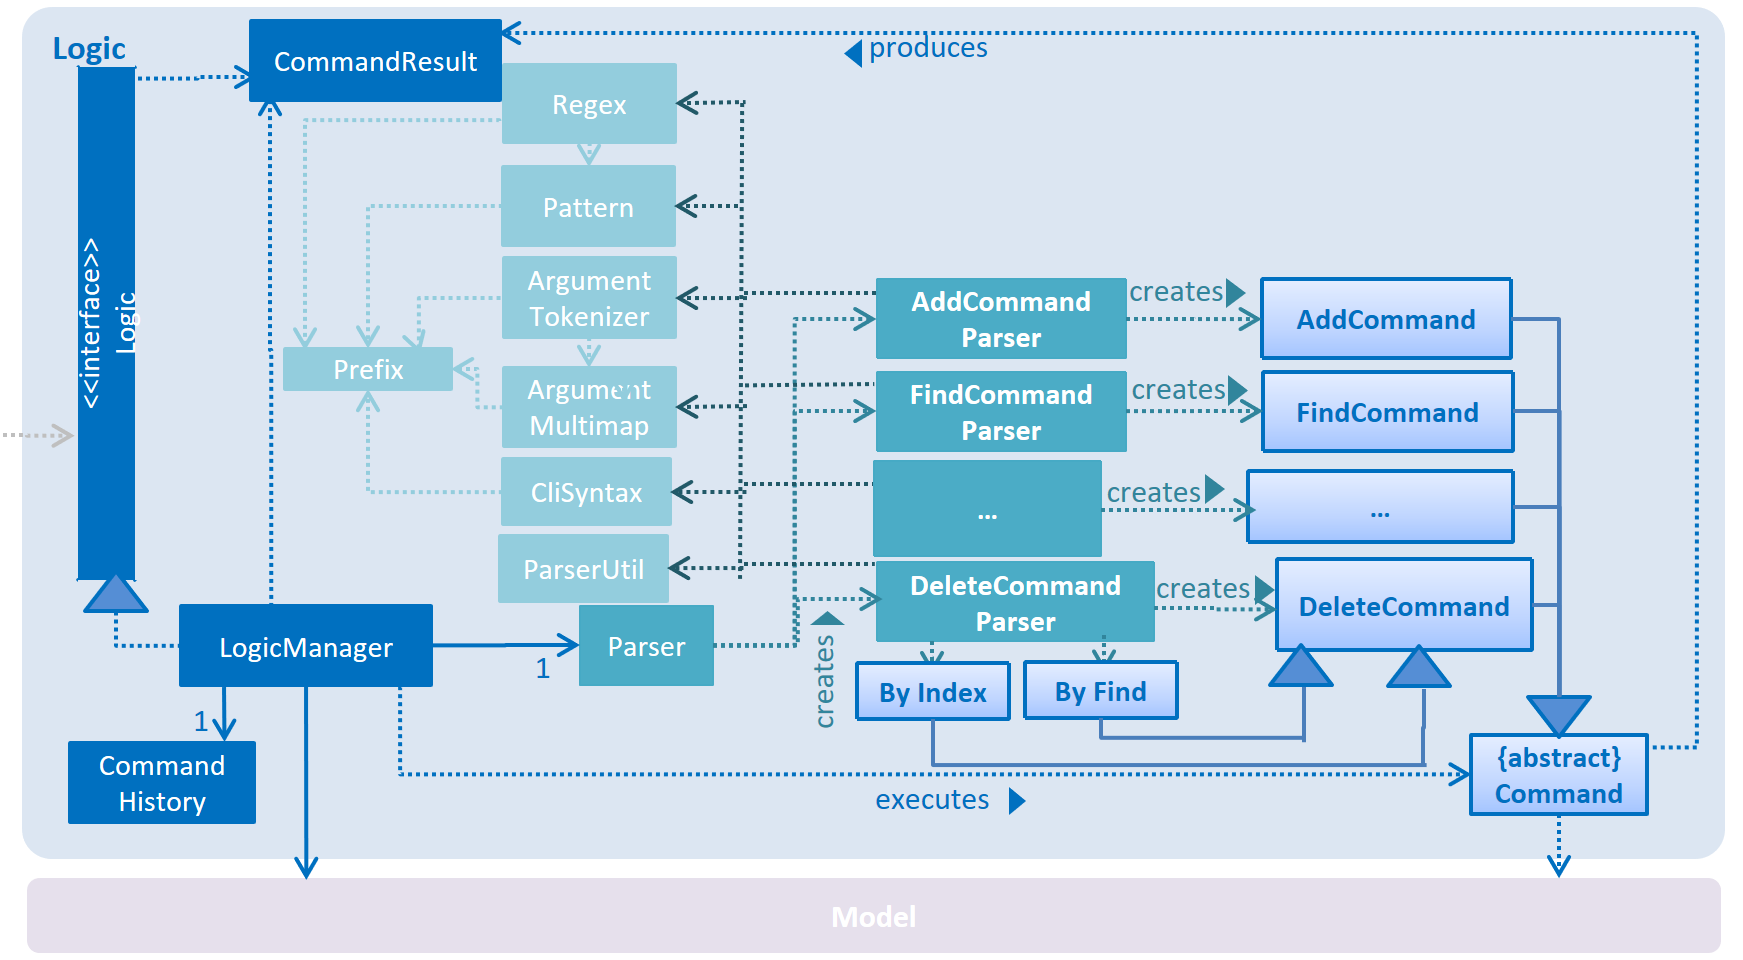 Logic
CommandResult
produces
Regex
Pattern
<<interface>>
Logic
Argument
Tokenizer
AddCommand
Parser
creates
AddCommand
Prefix
Argument
Multimap
FindCommand
Parser
creates
FindCommand
CliSyntax
...
creates
...
ParserUtil
DeleteCommand
Parser
creates
DeleteCommand
LogicManager
1
Parser
creates
By Index
By Find
1
Command
History
executes
{abstract}
Command
Model